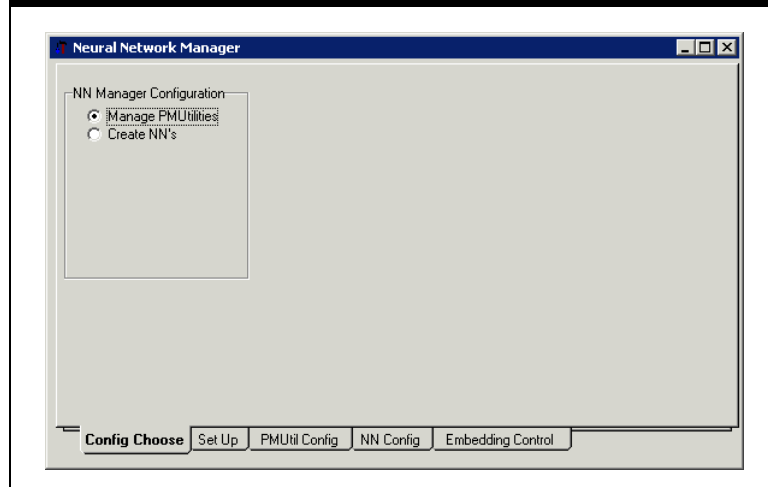 Neural Network Manager
NN Manager Configuration
Manage PMUtilities
Create NN's
Config Choose Set Up PMUtil Config NN Config Embedding Control